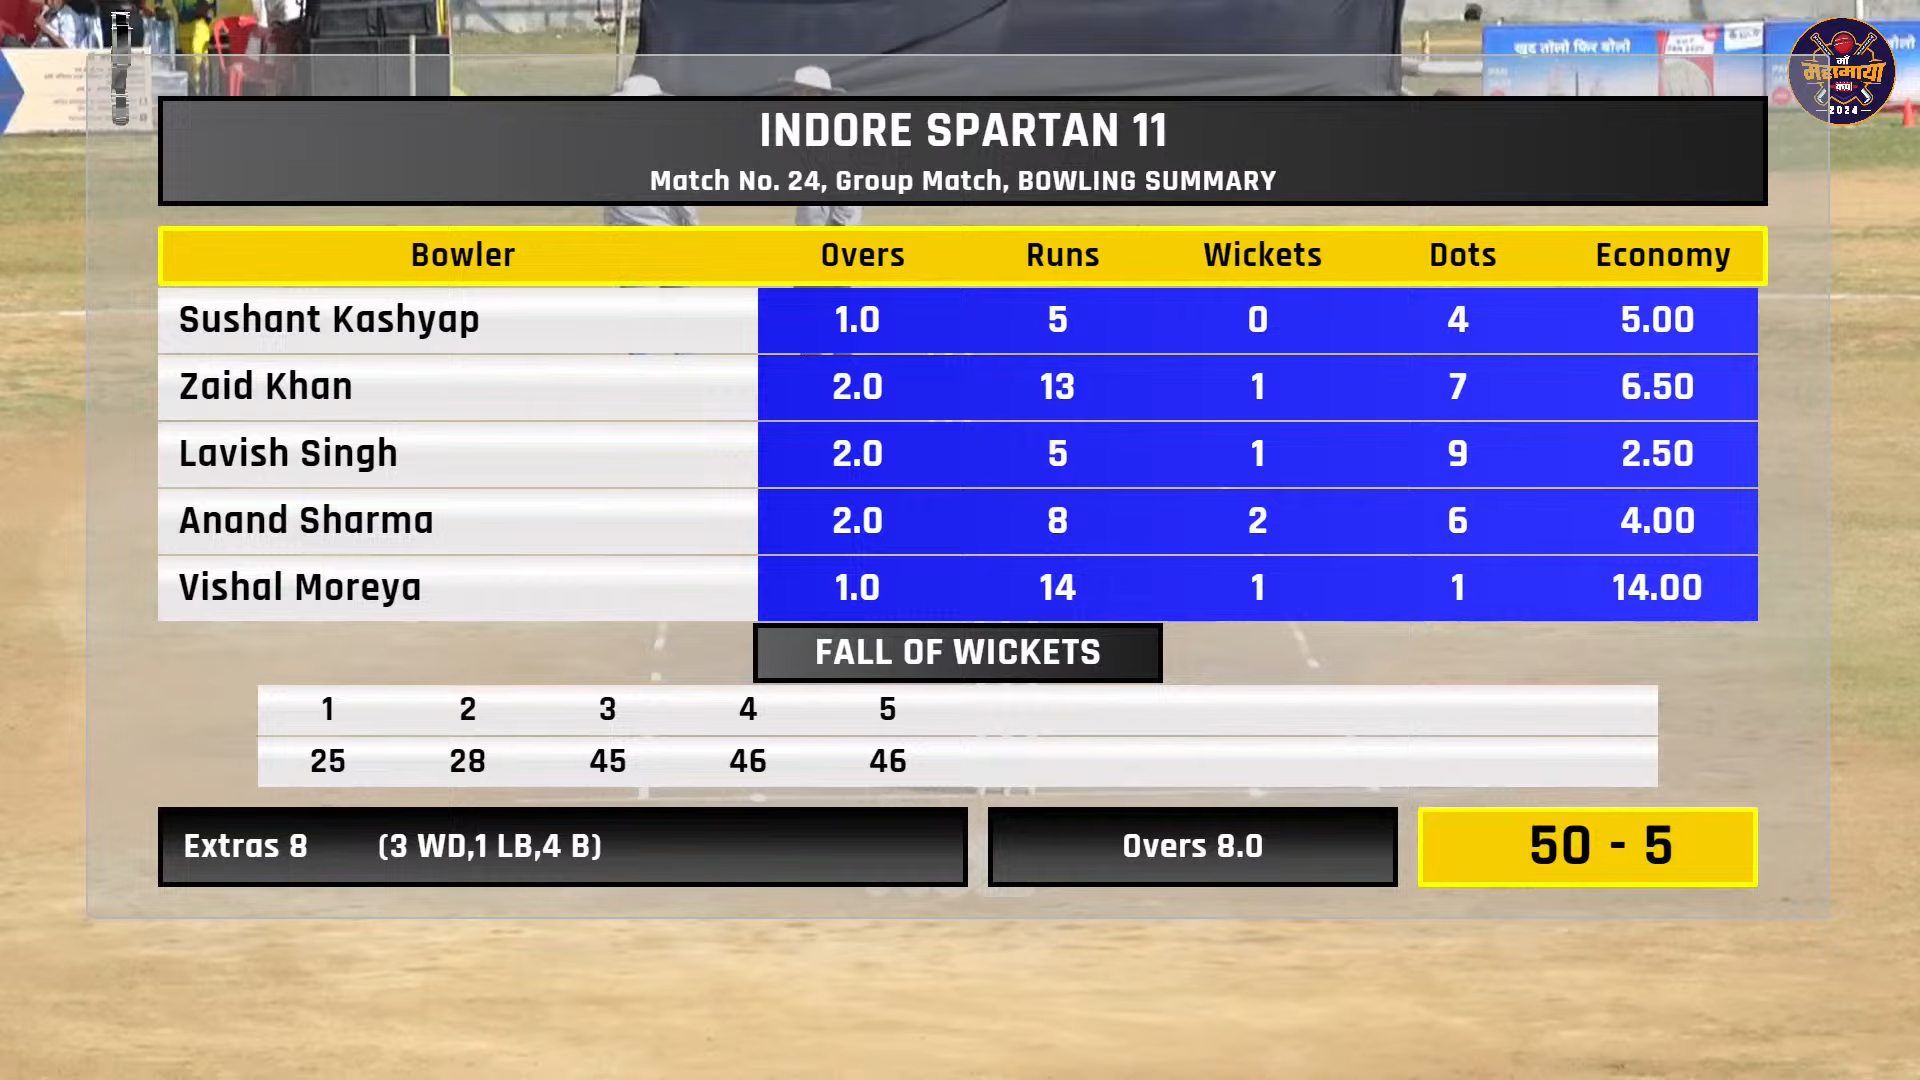 खुद तोलो फिर बोलो
माँ
महामाया
कप
2024
INDORE SPARTAN 11
Match No. 24, Group Match, BOWLING SUMMARY
Bowler Overs Runs Wickets Dots Economy
Sushant Kashyap 1.0 5 0 4 5.00
Zaid Khan 2.0 13 1 7 6.50
Lavish Singh 2.0 5 1 9 2.50
Anand Sharma 2.0 8 2 6 4.00
Vishal Moreya 1.0 14 1 1 14.00
FALL OF WICKETS
1 2 3 4 5
25 28 45 46 46
Extras 8 (3 WD,1 LB,4 B) Overs 8.0 50 - 5